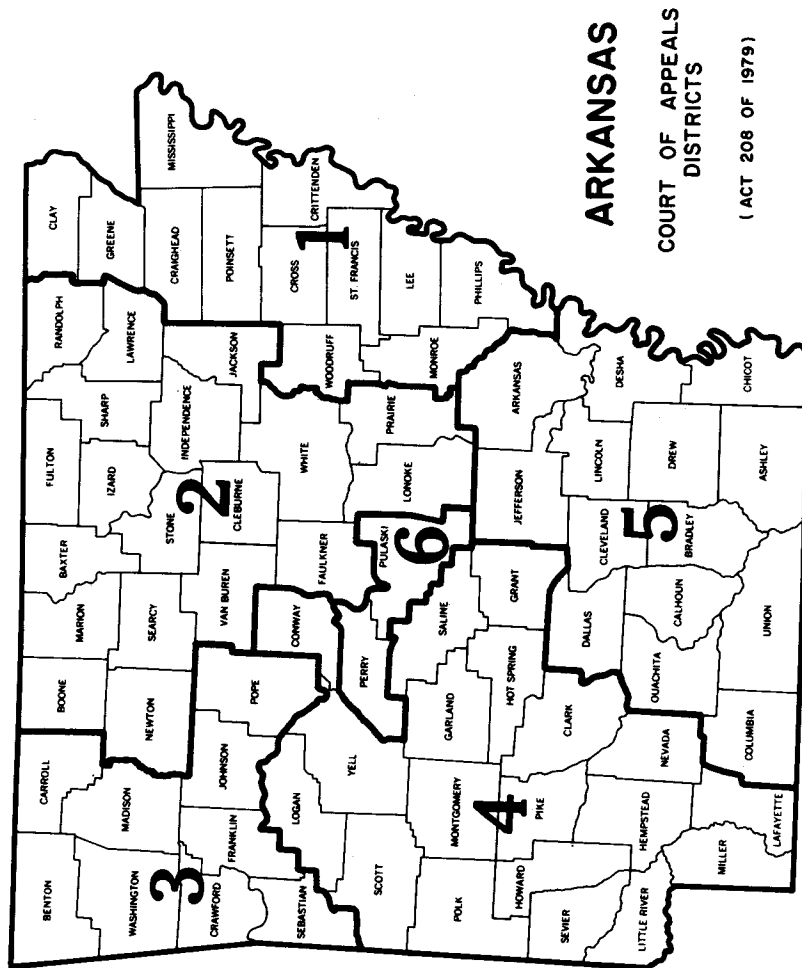 ARKANSAS
COURT OF APPEALS
DISTRICTS
(ACT 208 OF 1979)
BENTON
CARROLL
BOONE
MARION
BAXTER
FULTON
RANDOLPH
CLAY
WASHINGTON
MADISON
NEWTON
SEARCY
IZARD
SHARP
LAWRENCE
GREENE
3
STONE
2
INDEPENDENCE
CRAIGHEAD
MISSISSIPPI
CRAWFORD
FRANKLIN
JOHNSON
POPE
VAN BUREN
CLEBURNE
JACKSON
POINSETT
SEBASTIAN
LOGAN
CONWAY
FAULKNER
WHITE
WOODRUFF
CROSS
CRITTENDEN
1
ST. FRANCIS
SCOTT
YELL
PERRY
PULASKI
6
LONOKE
PRAIRIE
MONROE
LEE
POLK
MONTGOMERY
GARLAND
SALINE
PHILLIPS
HOWARD
4
PIKE
HOT SPRING
GRANT
JEFFERSON
ARKANSAS
SEVIER
CLARK
DALLAS
CLEVELAND
LINCOLN
DESHA
LITTLE RIVER
HEMPSTEAD
NEVADA
OUACHITA
CALHOUN
5
BRADLEY
DREW
MILLER
LAFAYETTE
COLUMBIA
UNION
ASHLEY
CHICOT